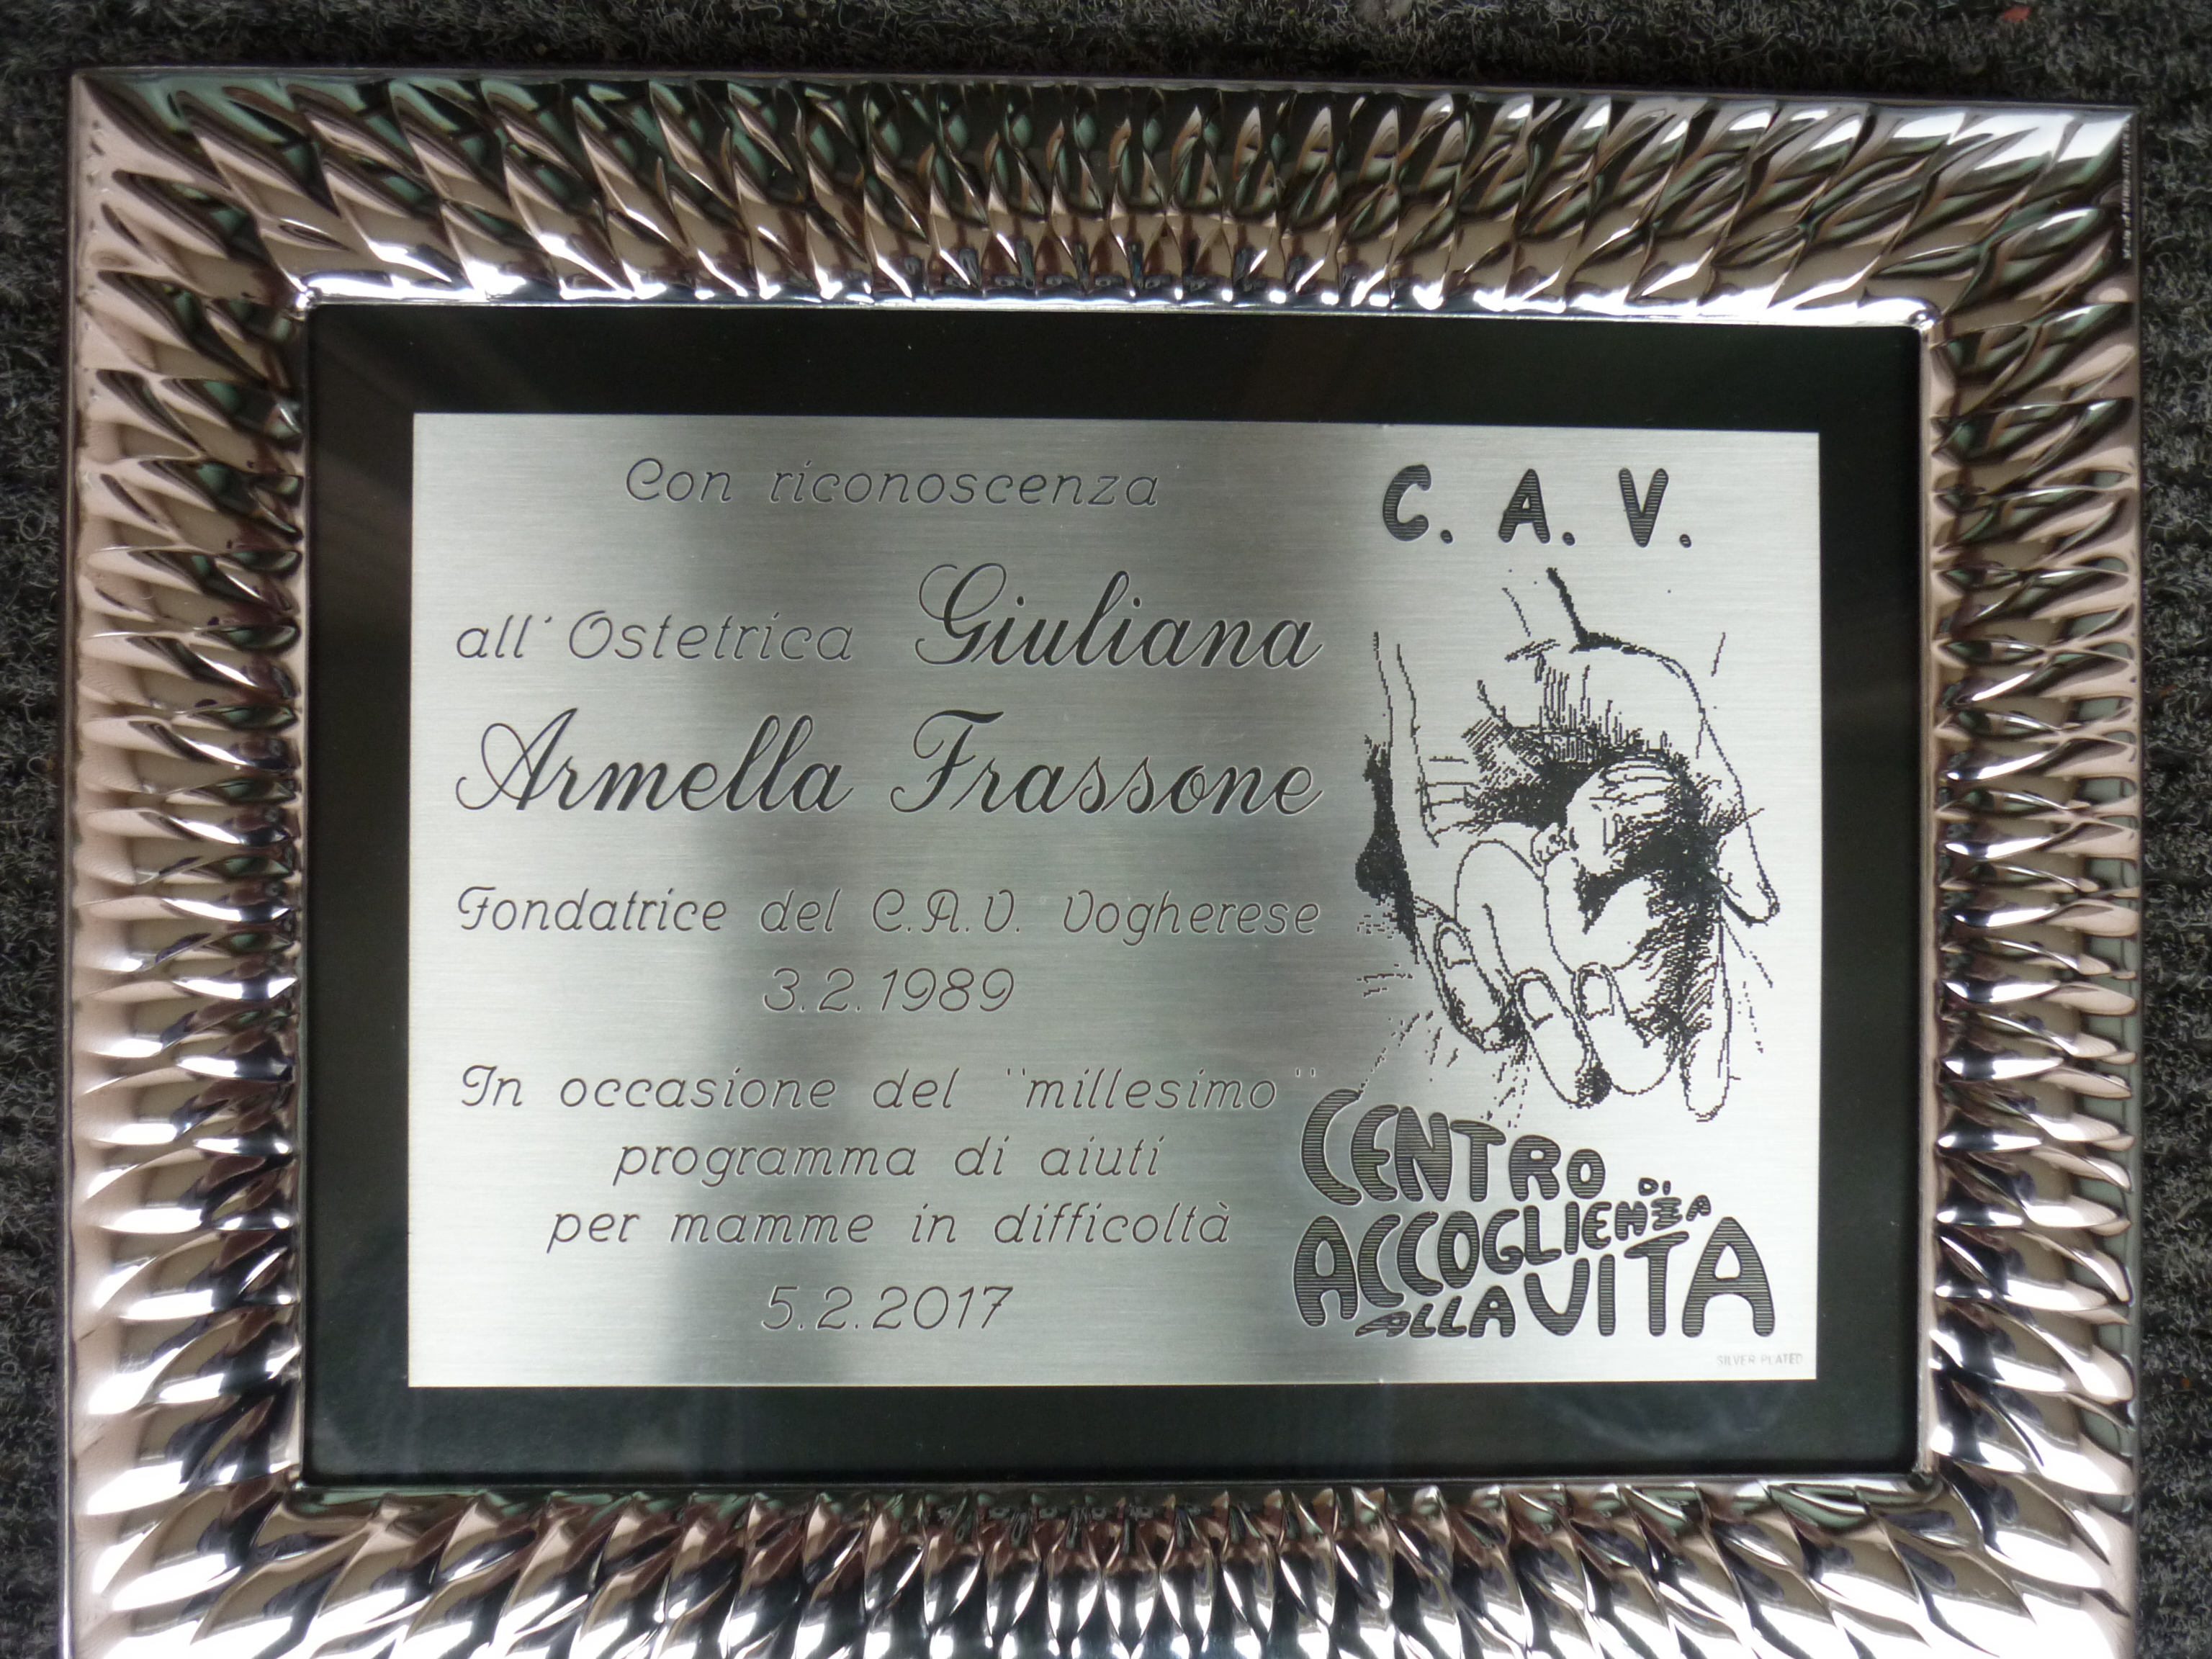 Con riconoscenza
all'Ostetrica Giuliana
Armella Frassone
Fondatrice del C.A.V. Vogherese
3.2.1989
In occasione del "millesimo"
programma di aiuti
per mamme in difficoltà
5.2.2017
C. A. V.
CENTRO
DI
ACCOGLIENZA
ALLA VITA
SILVER PLATED